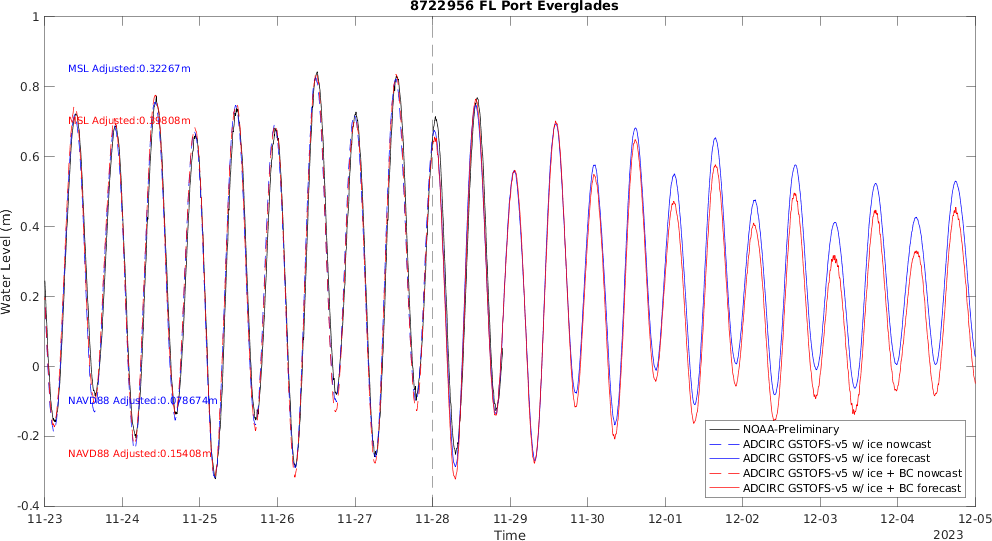 8722956 FL Port Everglades
1
0.8
0.6
0.4
0.2
0
-0.2
-0.4
Water Level (m)
MSL Adjusted:0.32267m
MSL Adjusted:0.39808m
NAVD88 Adjusted:0.078674m
NAVD88 Adjusted:0.15408m
NOAA-Preliminary
ADCIRC GSTOFS-v5 w/ ice nowcast
ADCIRC GSTOFS-v5 w/ ice forecast
ADCIRC GSTOFS-v5 w/ ice + BC nowcast
ADCIRC GSTOFS-v5 w/ ice + BC forecast
11-23 11-24 11-25 11-26 11-27 11-28 11-29 11-30 12-01 12-02 12-03 12-04 12-05
Time
2023